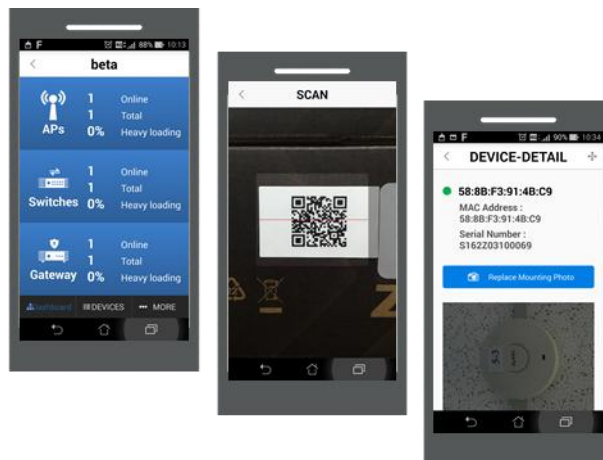 F 88% 10:13
beta
1 Online
1 Total
APs 0% Heavy loading
1 Online
1 Total
Switches 0% Heavy loading
1 Online
1 Total
Gateway 0% Heavy loading
Dashboard DEVICES MORE
SCAN
Z
F 90% 10:34
DEVICE-DETAIL
58:8B:F3:91:4B:C9
MAC Address :
58:8B:F3:91:4B:C9
Serial Number :
S162Z03100069
Replace Mounting Photo